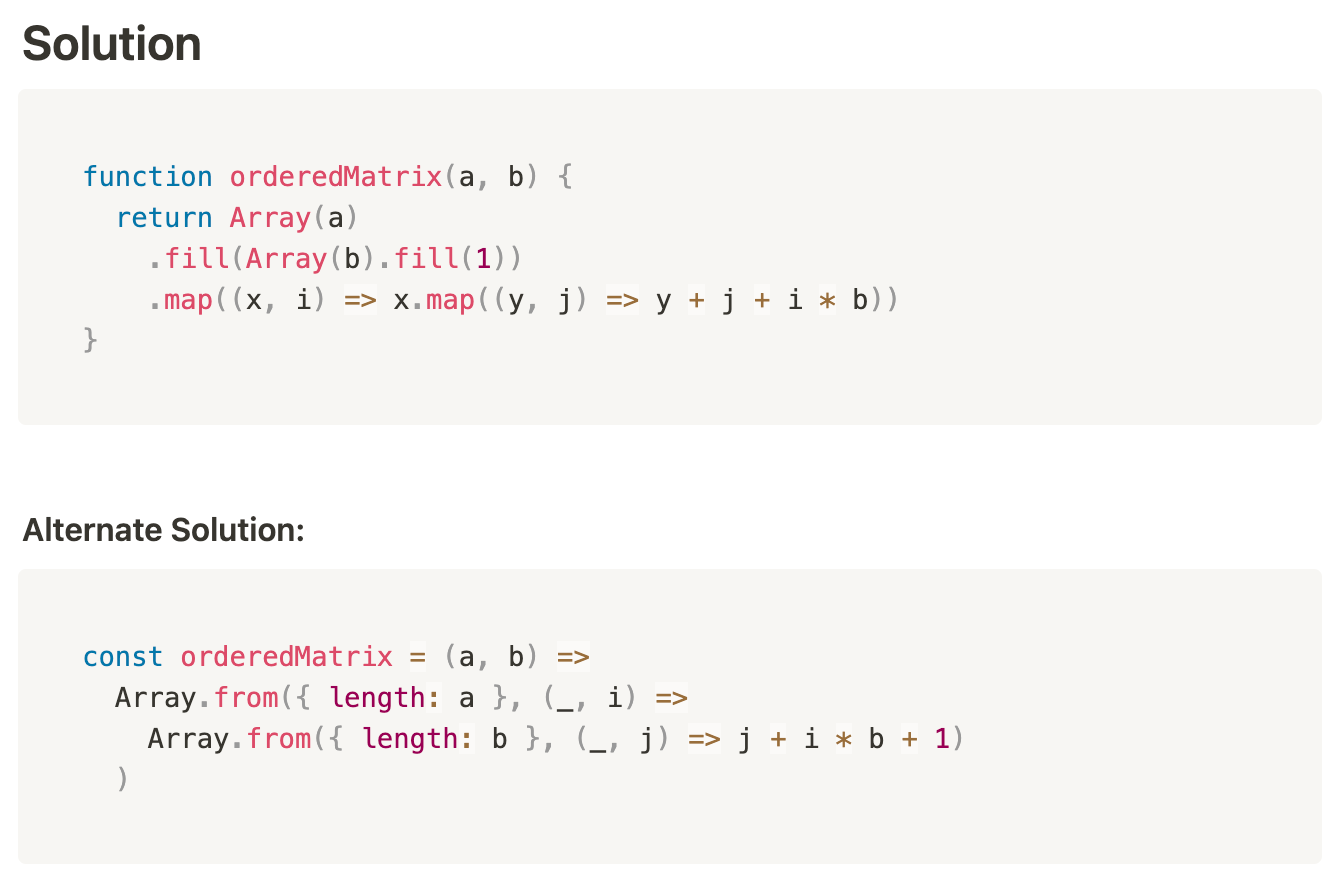 Solution
function orderedMatrix(a, b) {
  return Array(a)
    .fill(Array(b).fill(1))
    .map((x, i) => x.map((y, j) => y + j + i * b))
}
Alternate Solution:
const orderedMatrix = (a, b) =>
  Array.from({ length: a }, (_, i) =>
    Array.from({ length: b }, (_, j) => j + i * b + 1)
  )